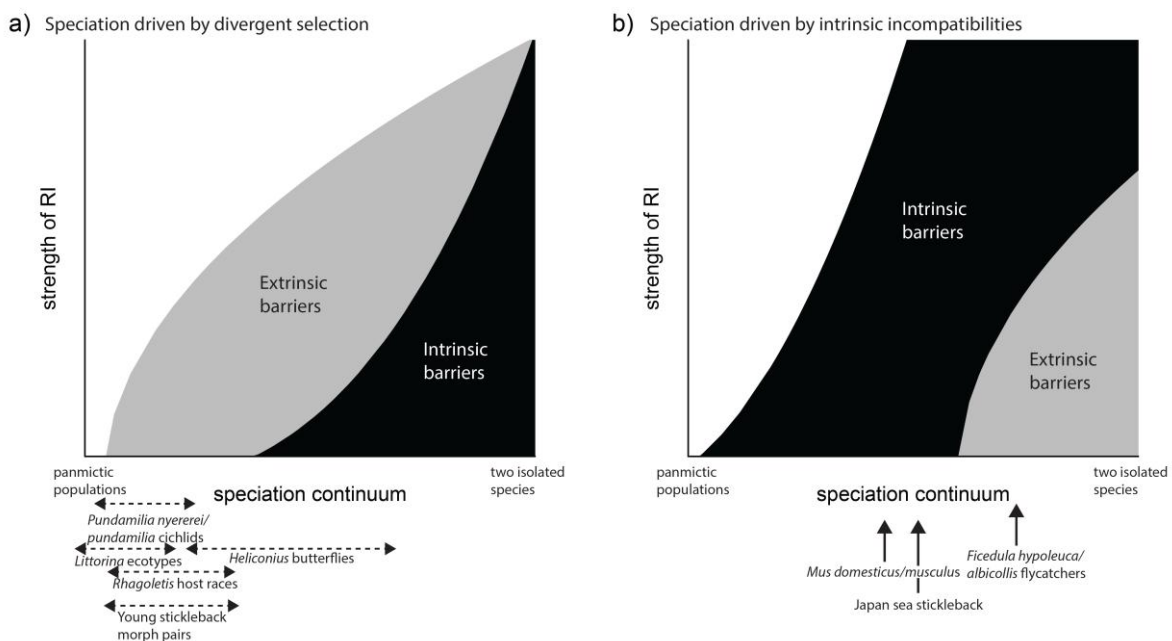 a) Speciation driven by divergent selection
strength of RI
Extrinsic
barriers
Intrinsic
barriers
panmictic
populations
two isolated
species
speciation continuum
Pundamilia nyererei/
pundamilia cichlids
Littorina ecotypes
Heliconius butterflies
Rhagoletis host races
Young stickleback
morph pairs
b) Speciation driven by intrinsic incompatibilities
strength of RI
Intrinsic
barriers
Extrinsic
barriers
panmictic
populations
two isolated
species
speciation continuum
Mus domesticus/musculus
Ficedula hypoleuca/
albicollis flycatchers
Japan sea stickleback